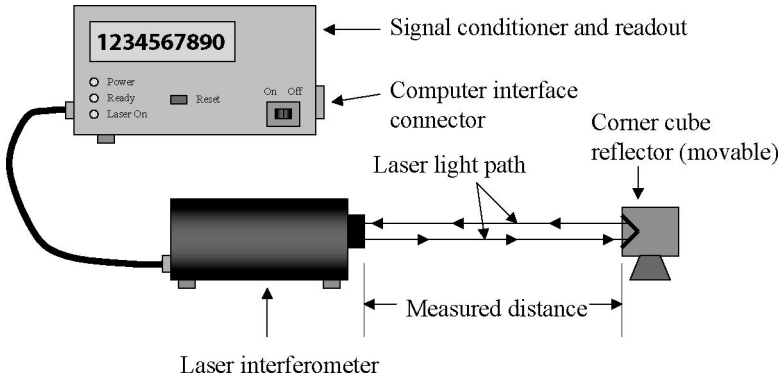 Signal conditioner and readout
1234567890
Power
Ready
Laser On
Reset
On Off
Computer interface
connector
Corner cube
reflector (movable)
Laser light path
Measured distance
Laser interferometer